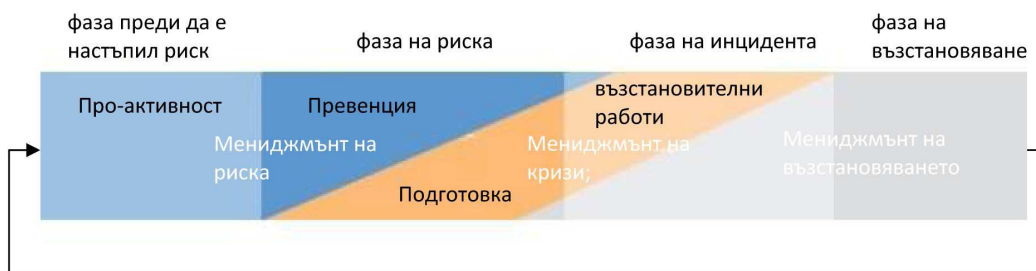 фаза преди да е
настъпил риск
фаза на риска
фаза на инцидента
фаза на
възстановяване
Про-активност
Превенция
възстановителни
работи
Мениджмънт на
риска
Мениджмънт на
кризи;
Мениджмънт на
възстановяването
Подготовка